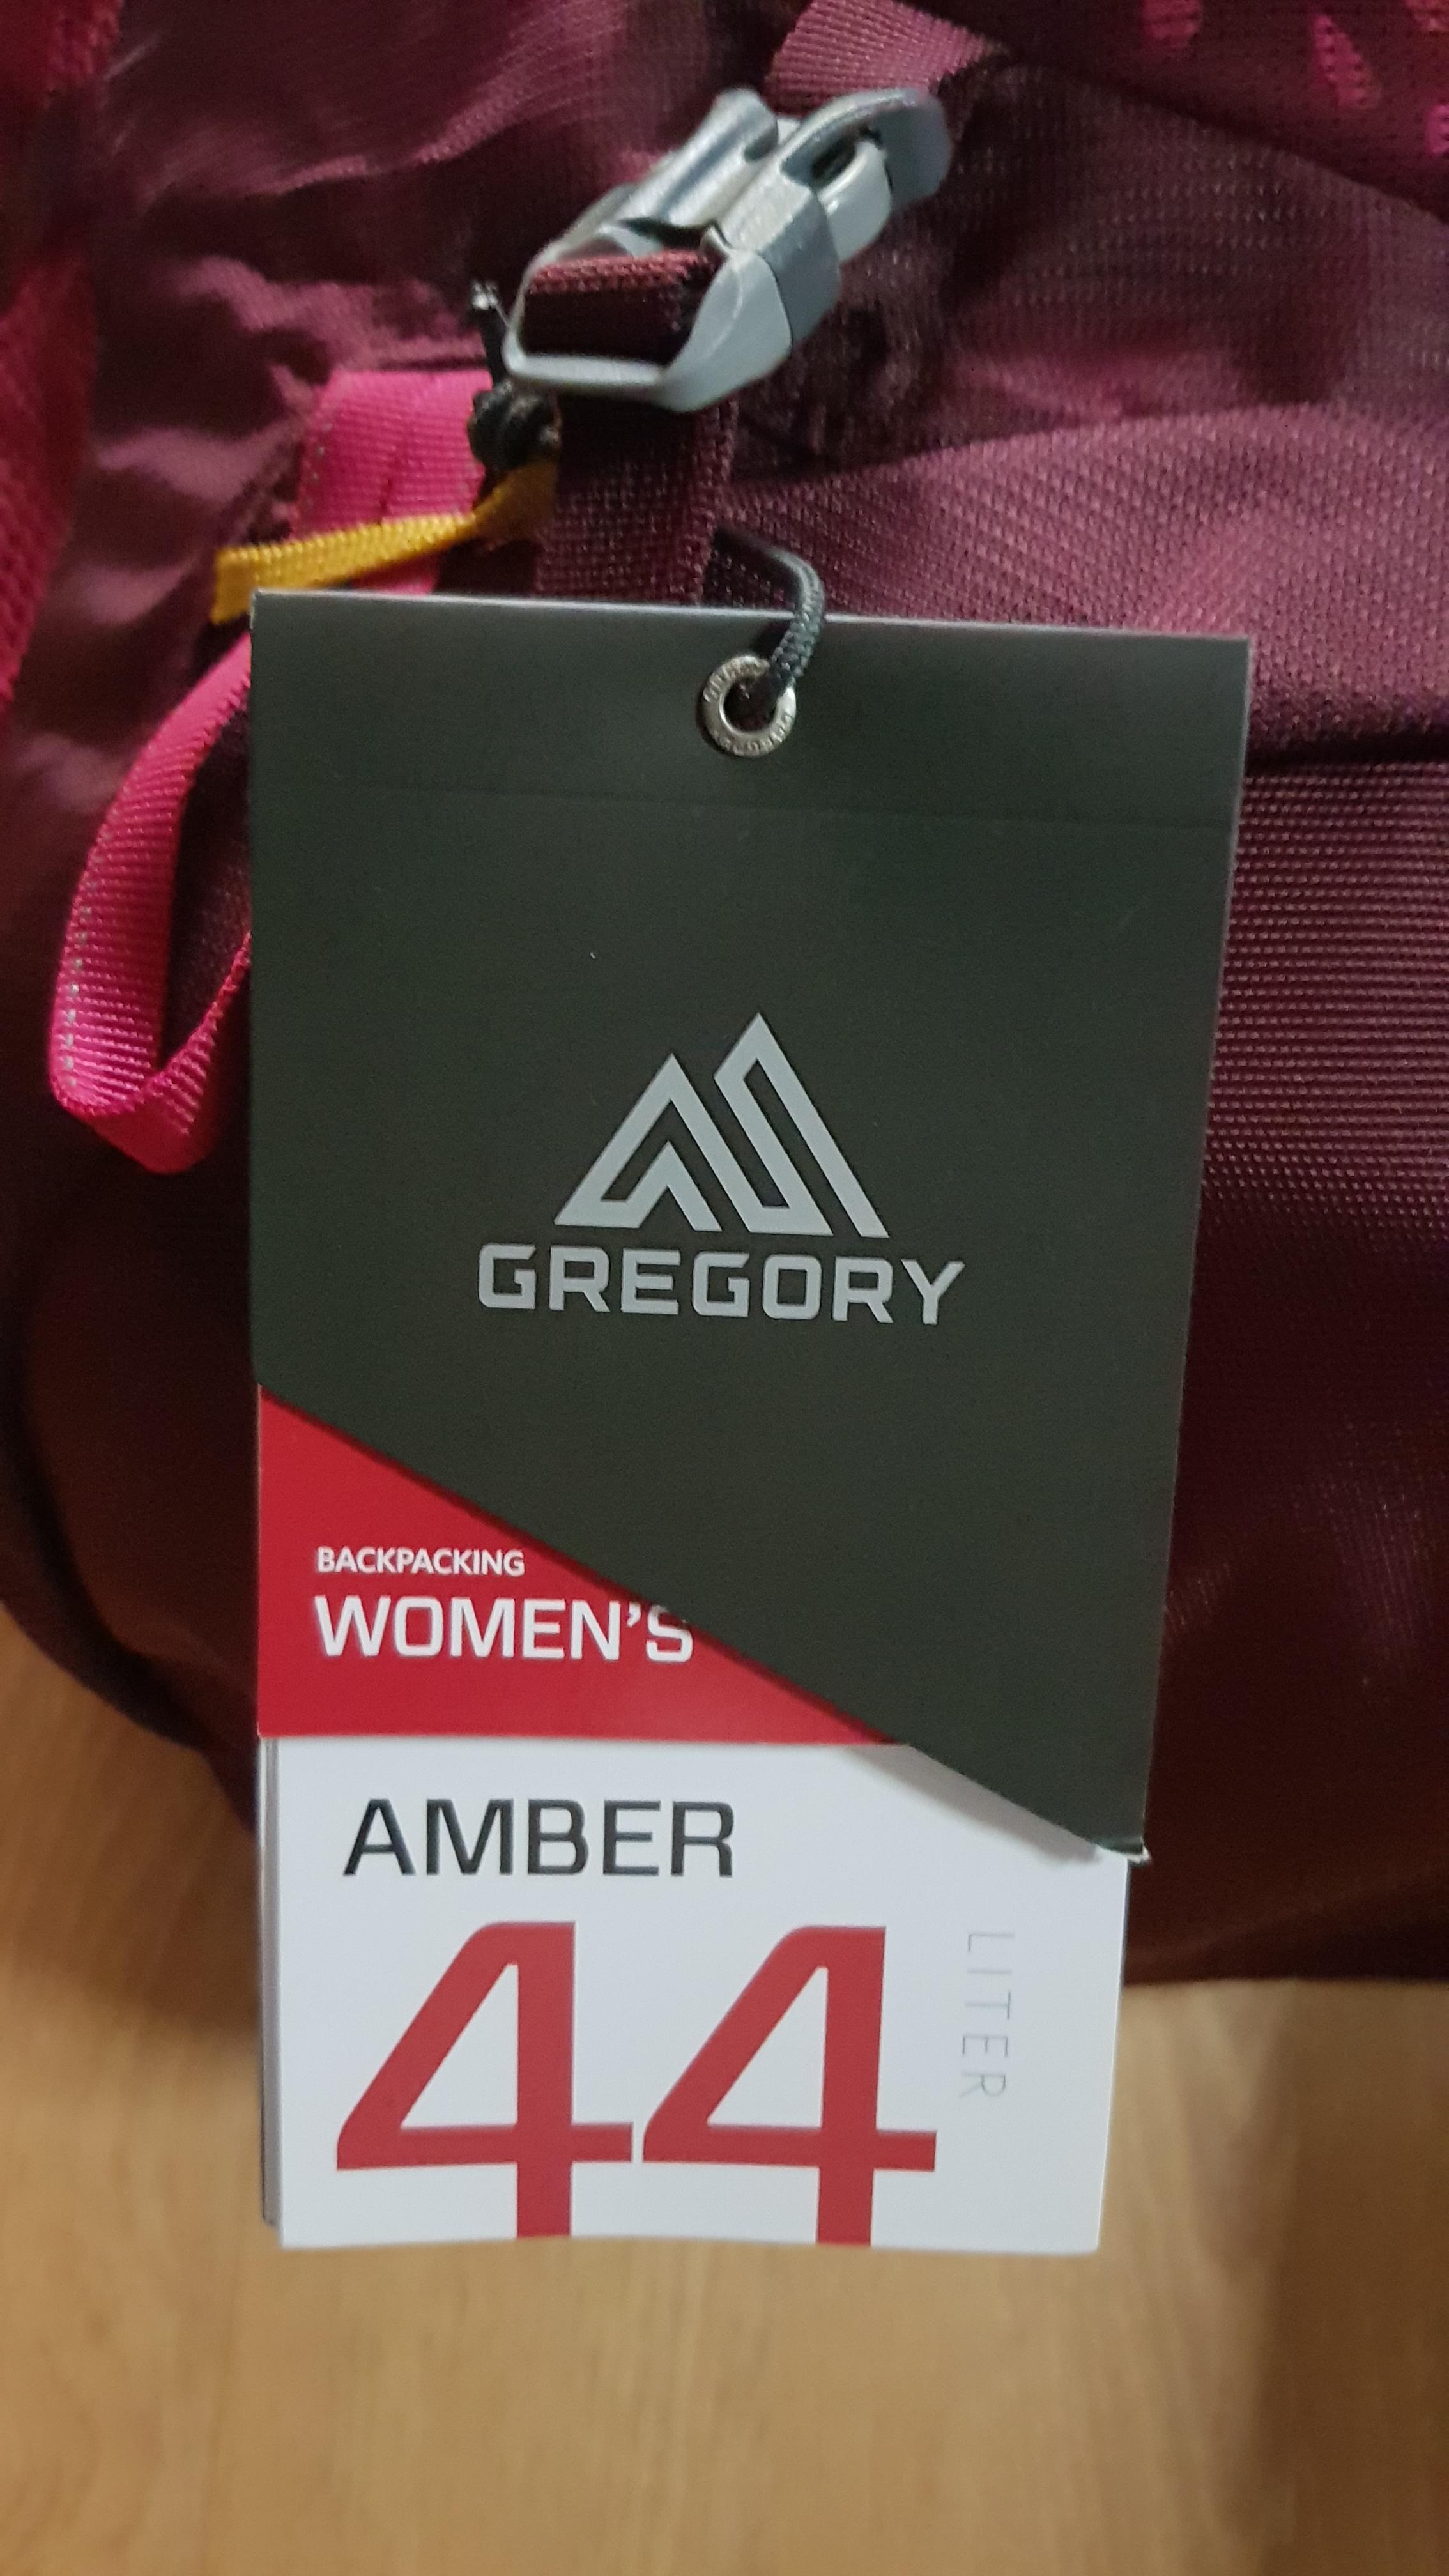 GREGORY
BACKPACKING
WOMEN'S
AMBER
44
LITER